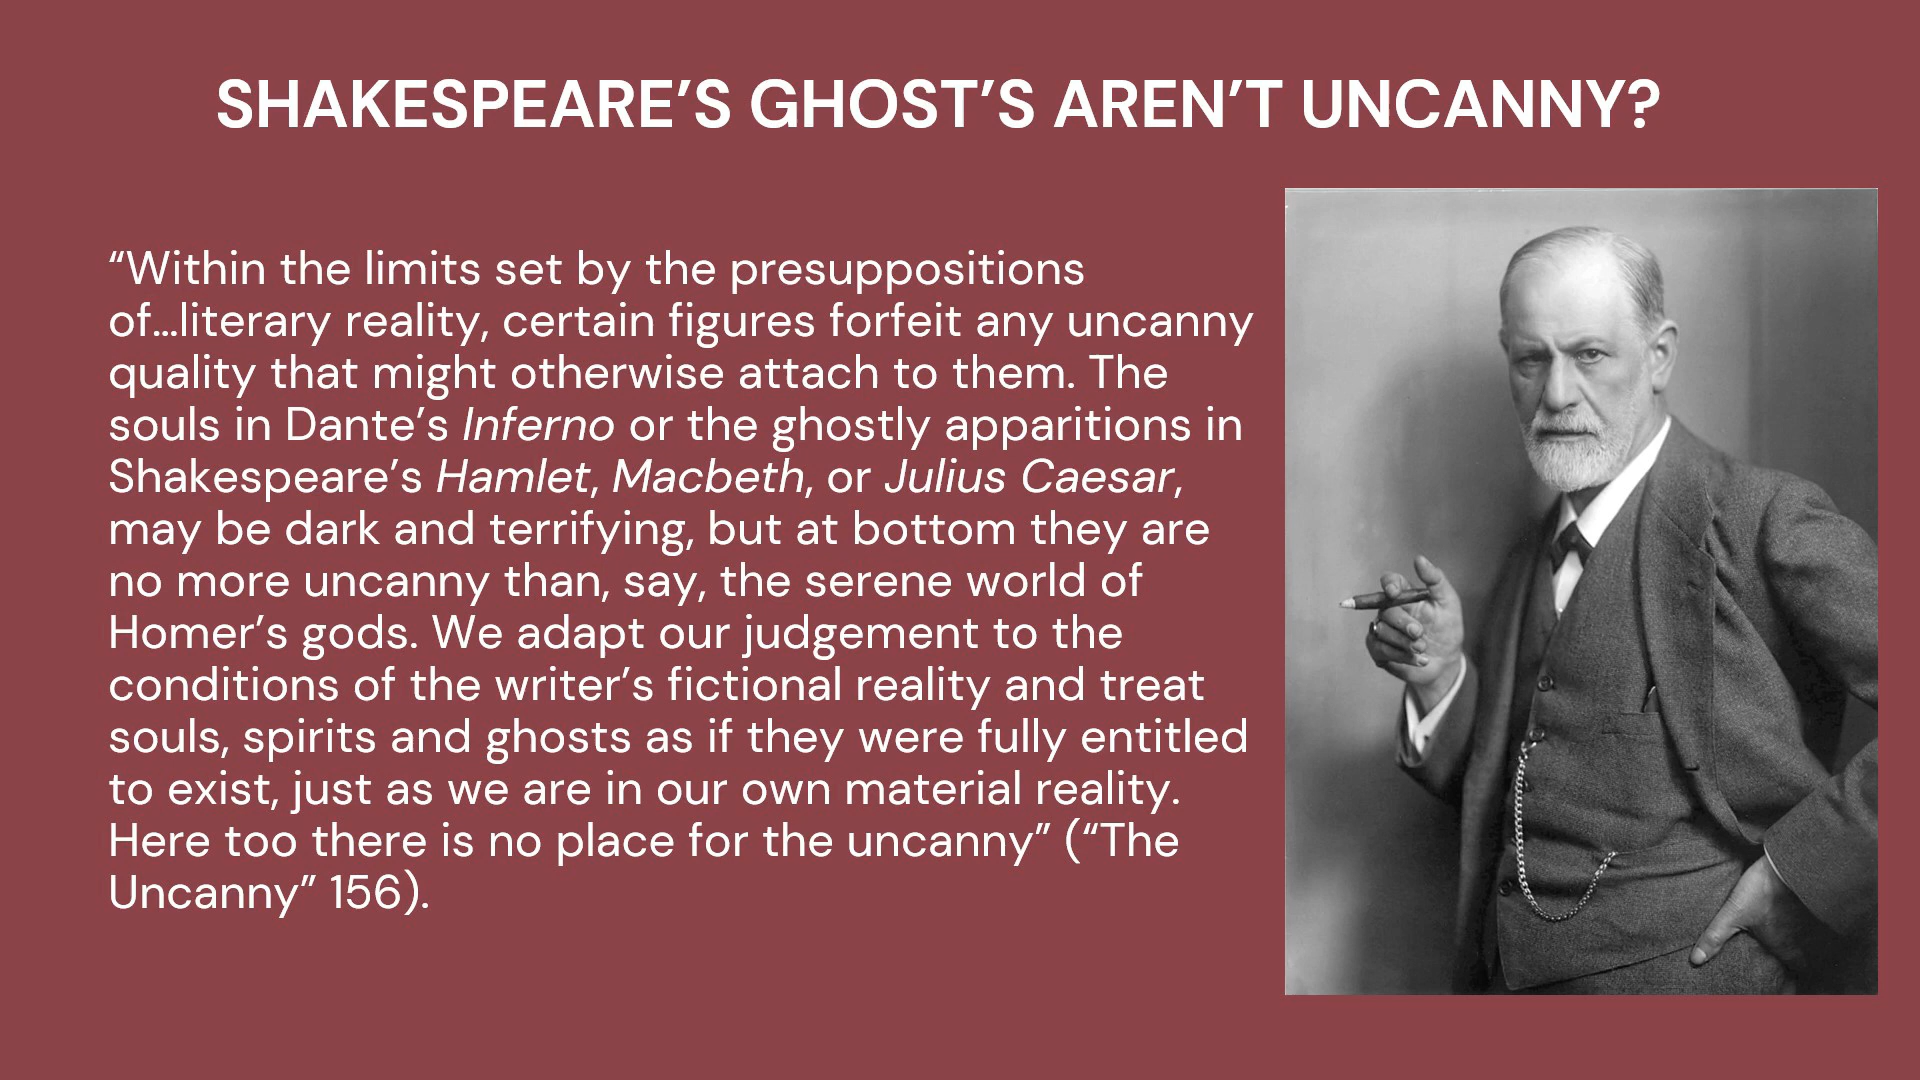 SHAKESPEARE’S GHOST’S AREN’T UNCANNY?
“Within the limits set by the presuppositions
of...literary reality, certain figures forfeit any uncanny
quality that might otherwise attach to them. The
souls in Dante’s Inferno or the ghostly apparitions in
Shakespeare’s Hamlet, Macbeth, or Julius Caesar,
may be dark and terrifying, but at bottom they are
no more uncanny than, say, the serene world of
Homer’s gods. We adapt our judgement to the
conditions of the writer’s fictional reality and treat
souls, spirits and ghosts as if they were fully entitled
to exist, just as we are in our own material reality.
Here too there is no place for the uncanny” (“The
Uncanny” 156).